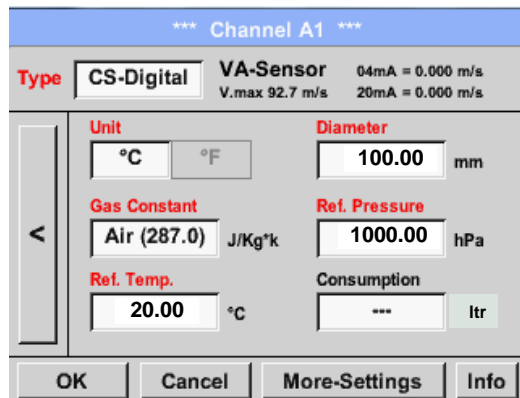 *** Channel A1 ***
Type CS-Digital VA-Sensor 04mA = 0.000 m/s
V.max 92.7 m/s 20mA = 0.000 m/s
Unit Diameter
°C °F 100.00 mm
Gas Constant Ref. Pressure
< Air (287.0) J/Kg*k 1000.00 hPa
Ref. Temp. Consumption
20.00 °C --- ltr
OK Cancel More-Settings Info